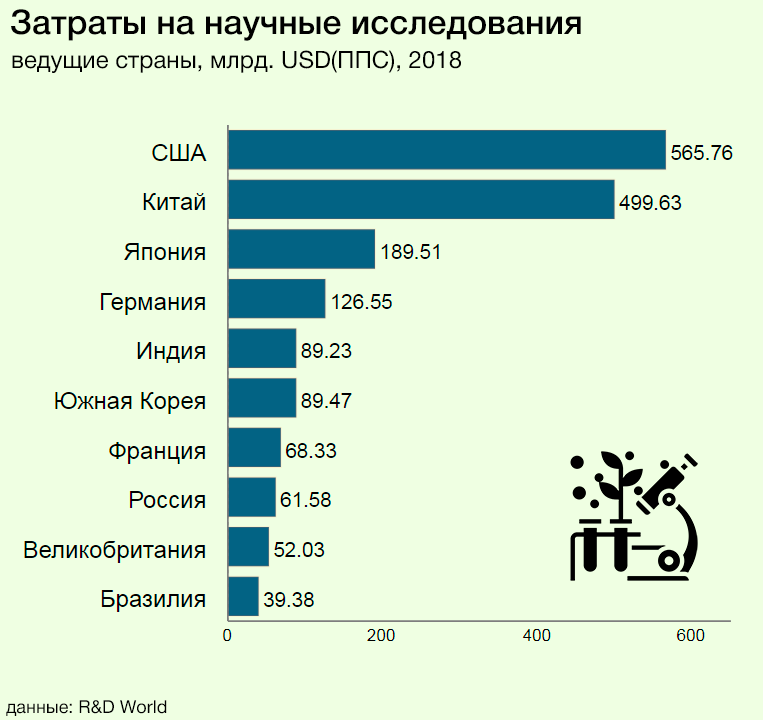 Затраты на научные исследования
ведущие страны, млрд. USD(ППС), 2018
США 565.76
Китай 499.63
Япония 189.51
Германия 126.55
Индия 89.23
Южная Корея 89.47
Франция 68.33
Россия 61.58
Великобритания 52.03
Бразилия 39.38
0 200 400 600
данные: R&D World